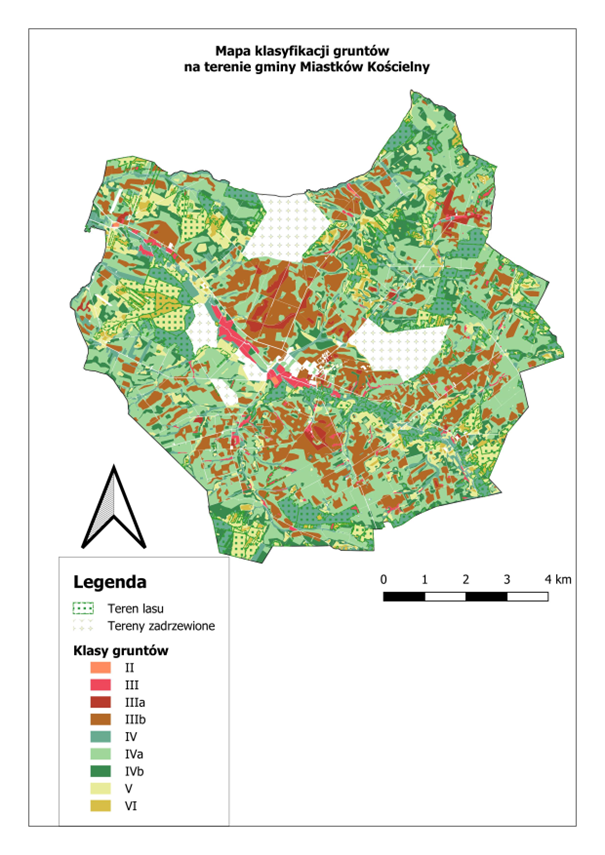 Mapa klasyfikacji gruntów
na terenie gminy Miastków Kościelny
0 1 2 3 4 km
Legenda
Teren lasu
Tereny zadrzewione
Klasy gruntów
II
III
IIIa
IIIb
IV
IVa
IVb
V
VI